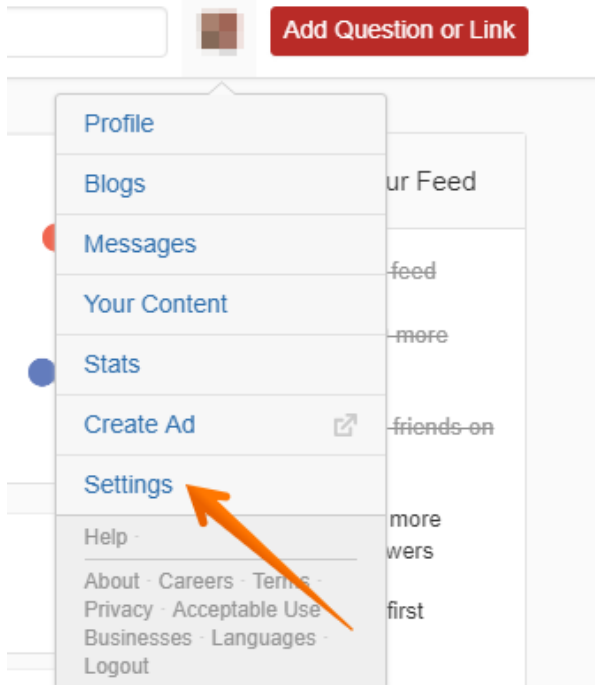 Add Question or Link
Profile
Blogs
ur Feed
Messages
feed
Your Content
more
Stats
Create Ad
friends on
Settings
more
Help ·
wers
About · Careers · Terms ·
Privacy · Acceptable Use
first
Businesses · Languages ·
Logout